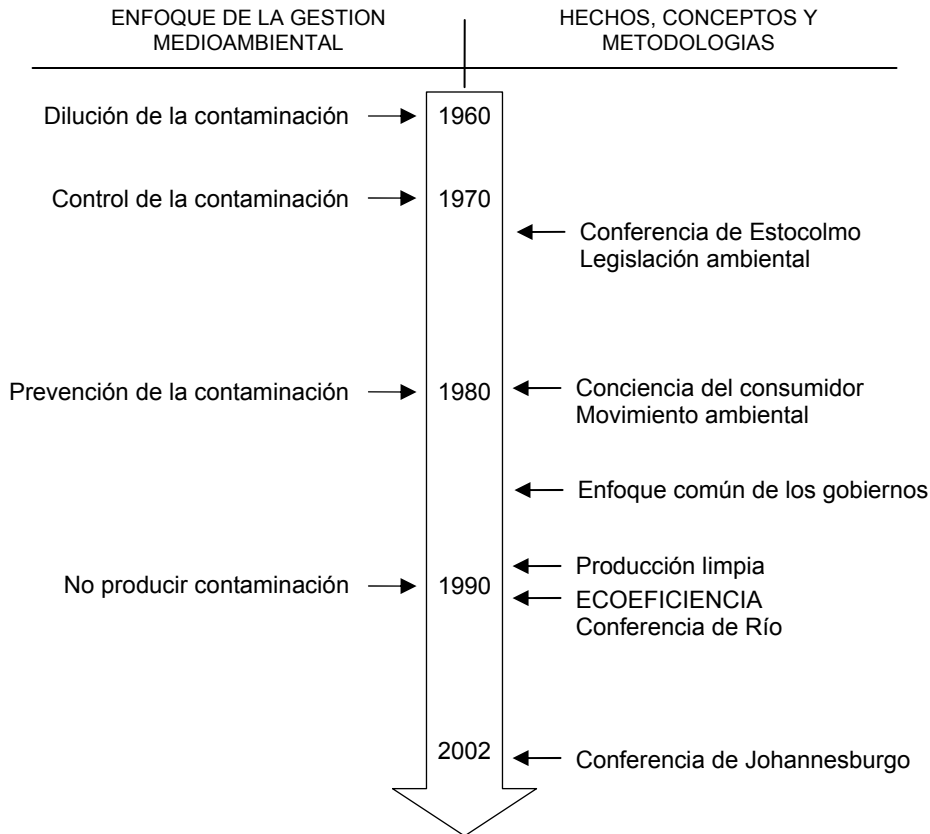 ENFOQUE DE LA GESTION
MEDIOAMBIENTAL
HECHOS, CONCEPTOS Y
METODOLOGIAS
Dilución de la contaminación
1960
Control de la contaminación
1970
Conferencia de Estocolmo
Legislación ambiental
Prevención de la contaminación
1980
Conciencia del consumidor
Movimiento ambiental
Enfoque común de los gobiernos
Producción limpia
No producir contaminación
1990
ECOEFICIENCIA
Conferencia de Río
2002
Conferencia de Johannesburgo